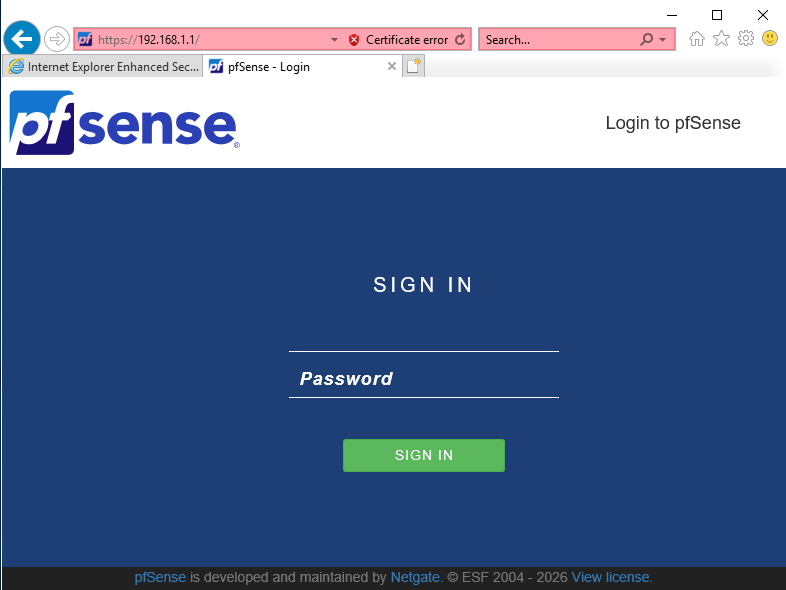 https://192.168.1.1/
Certificate error
Search...
Internet Explorer Enhanced Sec...
pfSense - Login
pfsense®
Login to pfSense
SIGN IN
Password
SIGN IN
pfSense is developed and maintained by Netgate. © ESF 2004 - 2026 View license.